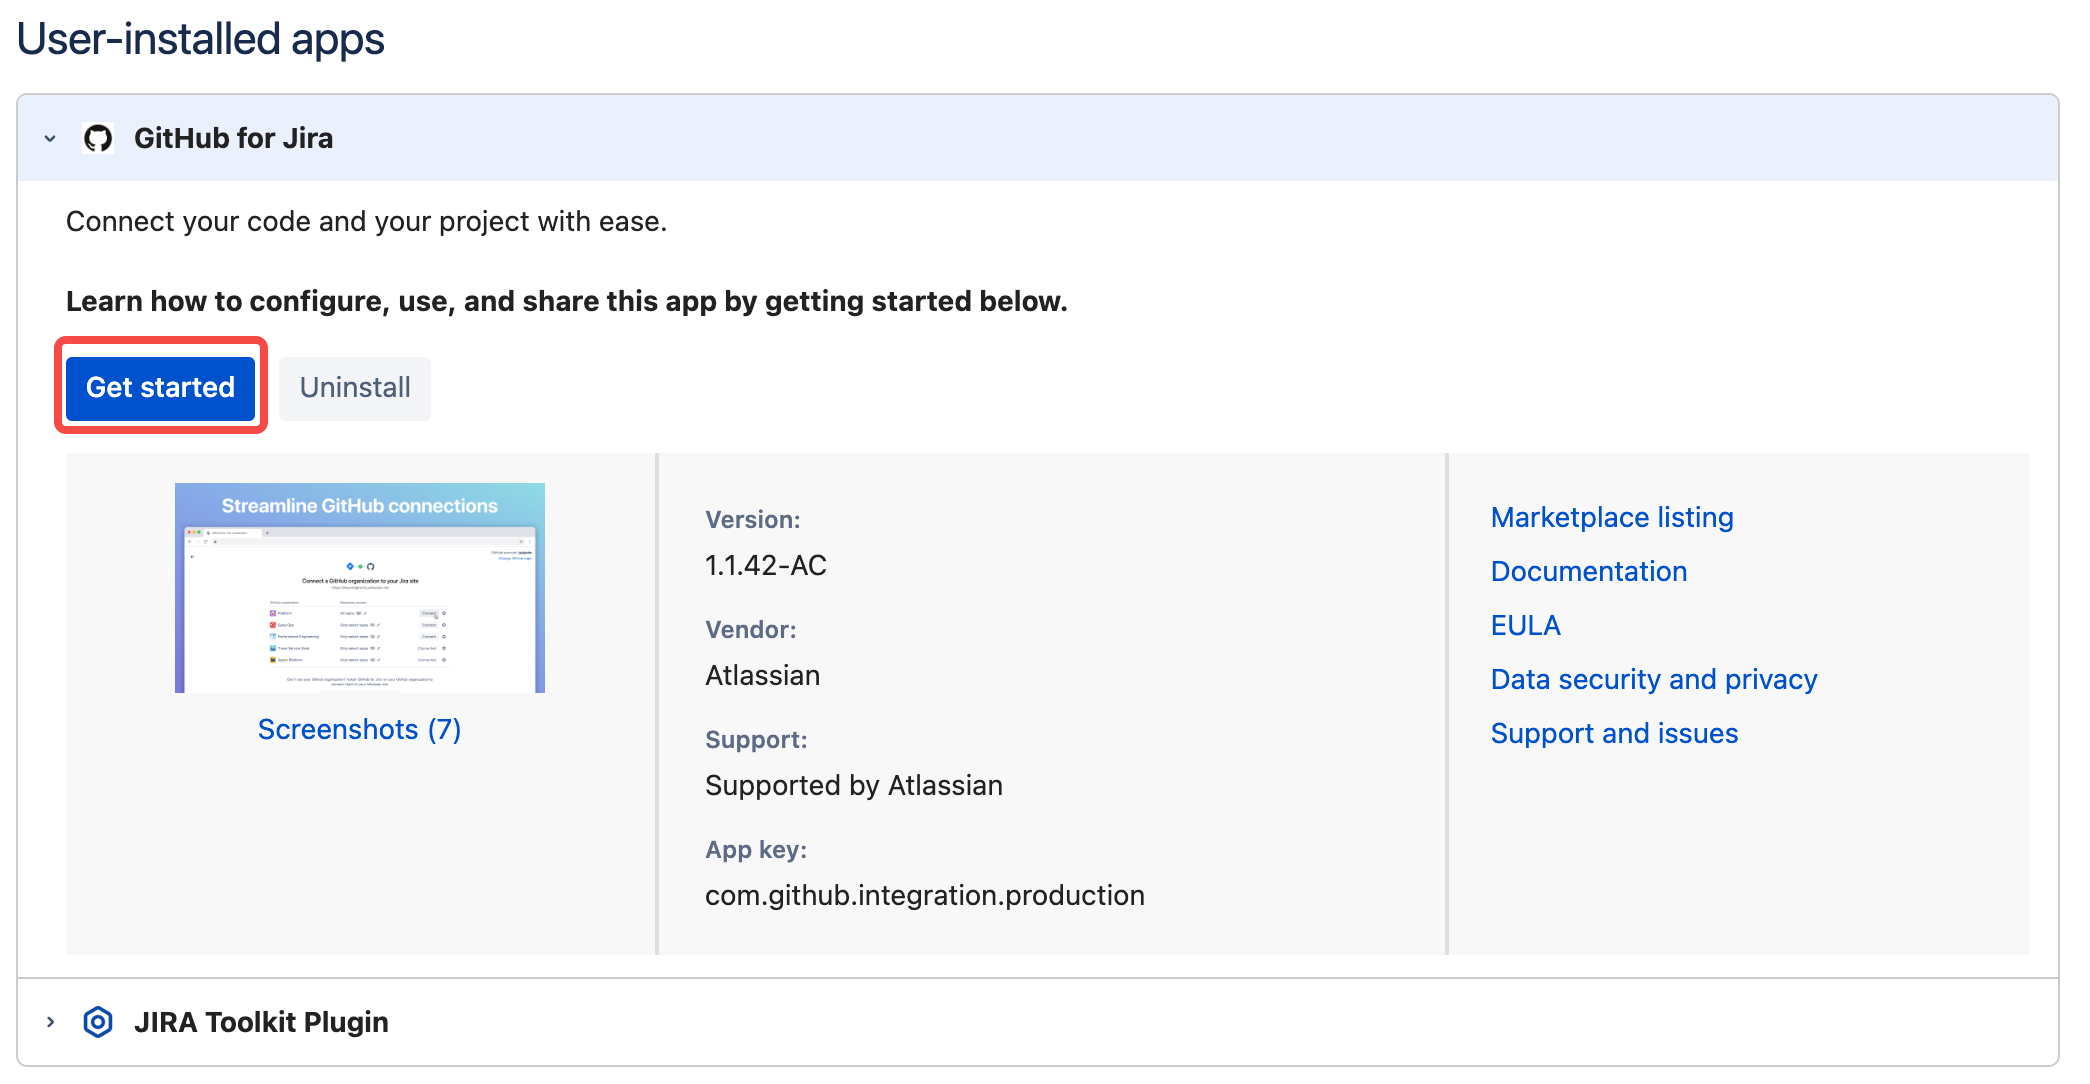 User-installed apps
GitHub for Jira
Connect your code and your project with ease.
Learn how to configure, use, and share this app by getting started below.
Get started
Uninstall
Streamline GitHub connections
Connect a GitHub organization to your Jira site
Screenshots (7)
Version:
1.1.42-AC
Vendor:
Atlassian
Support:
Supported by Atlassian
App key:
com.github.integration.production
Marketplace listing
Documentation
EULA
Data security and privacy
Support and issues
JIRA Toolkit Plugin